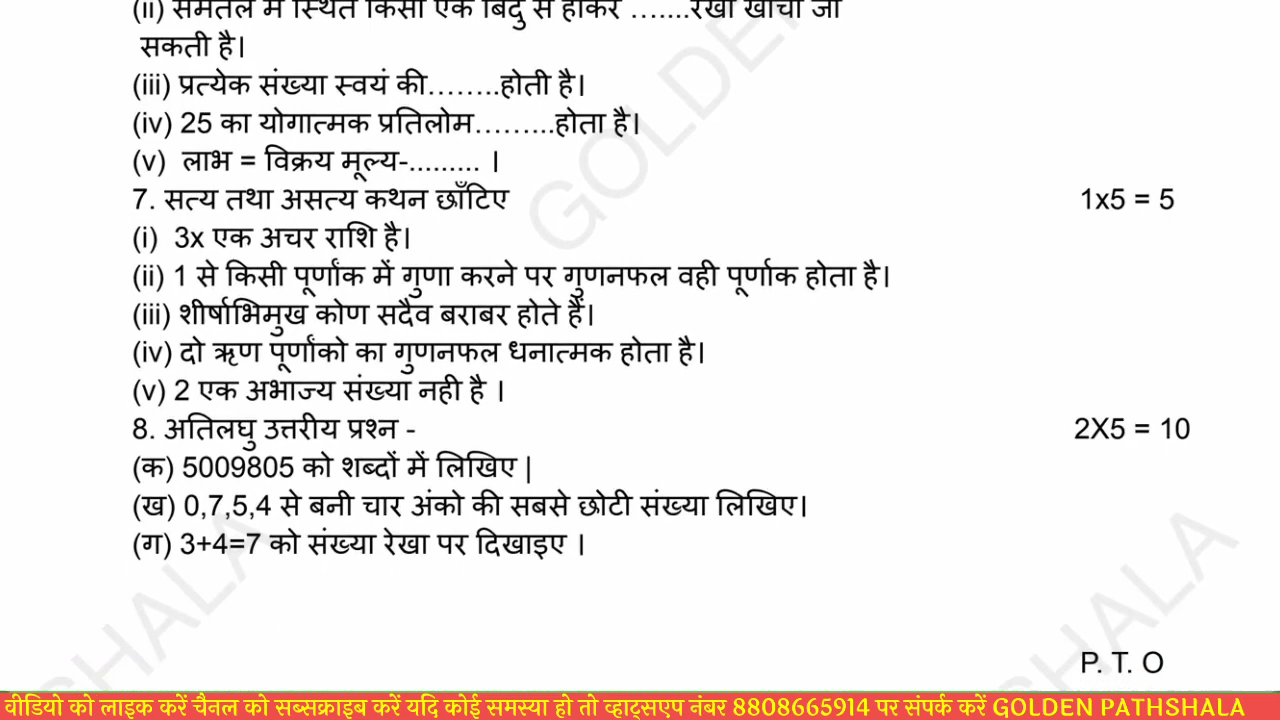 (ii) समतल में स्थित किसी एक बिंदु से होकर …....रेखा खींची जा
सकती है।
(iii) प्रत्येक संख्या स्वयं की……..होती है।
(iv) 25 का योगात्मक प्रतिलोम……...होता है।
(v) लाभ = विक्रय मूल्य-......... ।
7. सत्य तथा असत्य कथन छाँटिए 1x5 = 5
(i) 3x एक अचर राशि है।
(ii) 1 से किसी पूर्णांक में गुणा करने पर गुणनफल वही पूर्णाक होता है।
(iii) शीर्षाभिमुख कोण सदैव बराबर होते हैं।
(iv) दो ऋण पूर्णांको का गुणनफल धनात्मक होता है।
(v) 2 एक अभाज्य संख्या नही है ।
8. अतिलघु उत्तरीय प्रश्न - 2X5 = 10
(क) 5009805 को शब्दों में लिखिए |
(ख) 0,7,5,4 से बनी चार अंको की सबसे छोटी संख्या लिखिए।
(ग) 3+4=7 को संख्या रेखा पर दिखाइए ।
P. T. O
वीडियो को लाइक करें चैनल को सब्सक्राइब करें यदि कोई समस्या हो तो व्हाट्सएप नंबर 8808665914 पर संपर्क करें GOLDEN PATHSHALA